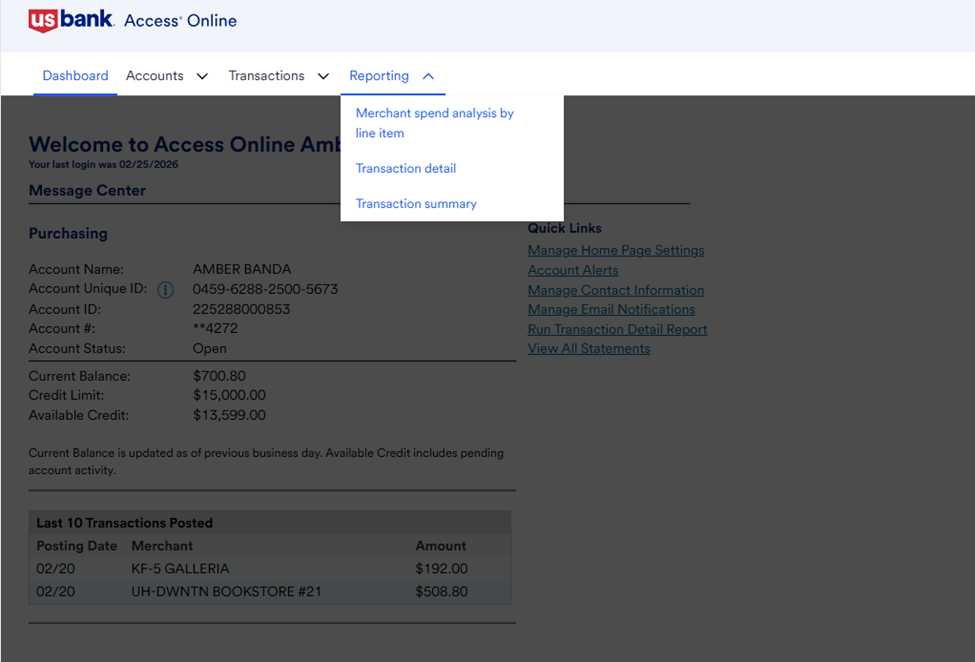 usbank. Access® Online
Dashboard Accounts Transactions Reporting
Merchant spend analysis by
line item
Transaction detail
Transaction summary
Welcome to Access Online Amb
Your last login was 02/25/2026
Message Center
Purchasing
Account Name: AMBER BANDA
Account Unique ID: i 0459-6288-2500-5673
Account ID: 225288000853
Account #: **4272
Account Status: Open
Current Balance: $700.80
Credit Limit: $15,000.00
Available Credit: $13,599.00
Current Balance is updated as of previous business day. Available Credit includes pending
account activity.
Last 10 Transactions Posted
Posting Date Merchant Amount
02/20 KF-5 GALLERIA $192.00
02/20 UH-DWNTN BOOKSTORE #21 $508.80
Quick Links
Manage Home Page Settings
Account Alerts
Manage Contact Information
Manage Email Notifications
Run Transaction Detail Report
View All Statements